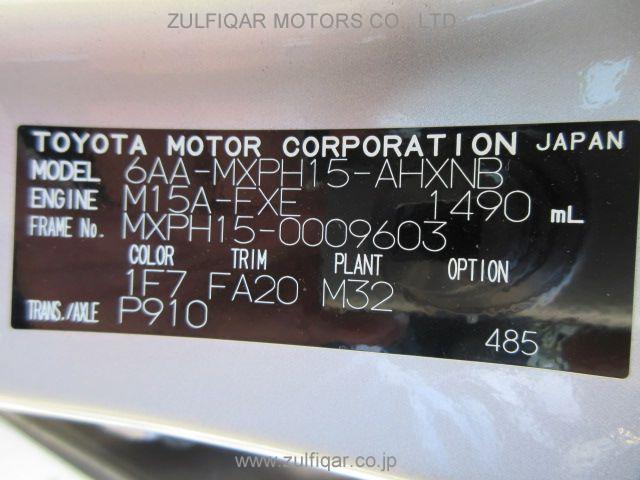 ZULFIQAR MOTORS CO., LTD
TOYOTA MOTOR CORPORATION JAPAN
MODEL 6AA-MXPH15-AHXNB
ENGINE M15A-FXE 1490 mL
FRAME No. MXPH15-0009603
COLOR TRIM PLANT OPTION
1F7 FA20 M32
TRANS./AXLE P910
485
www.zulfiqar.co.jp